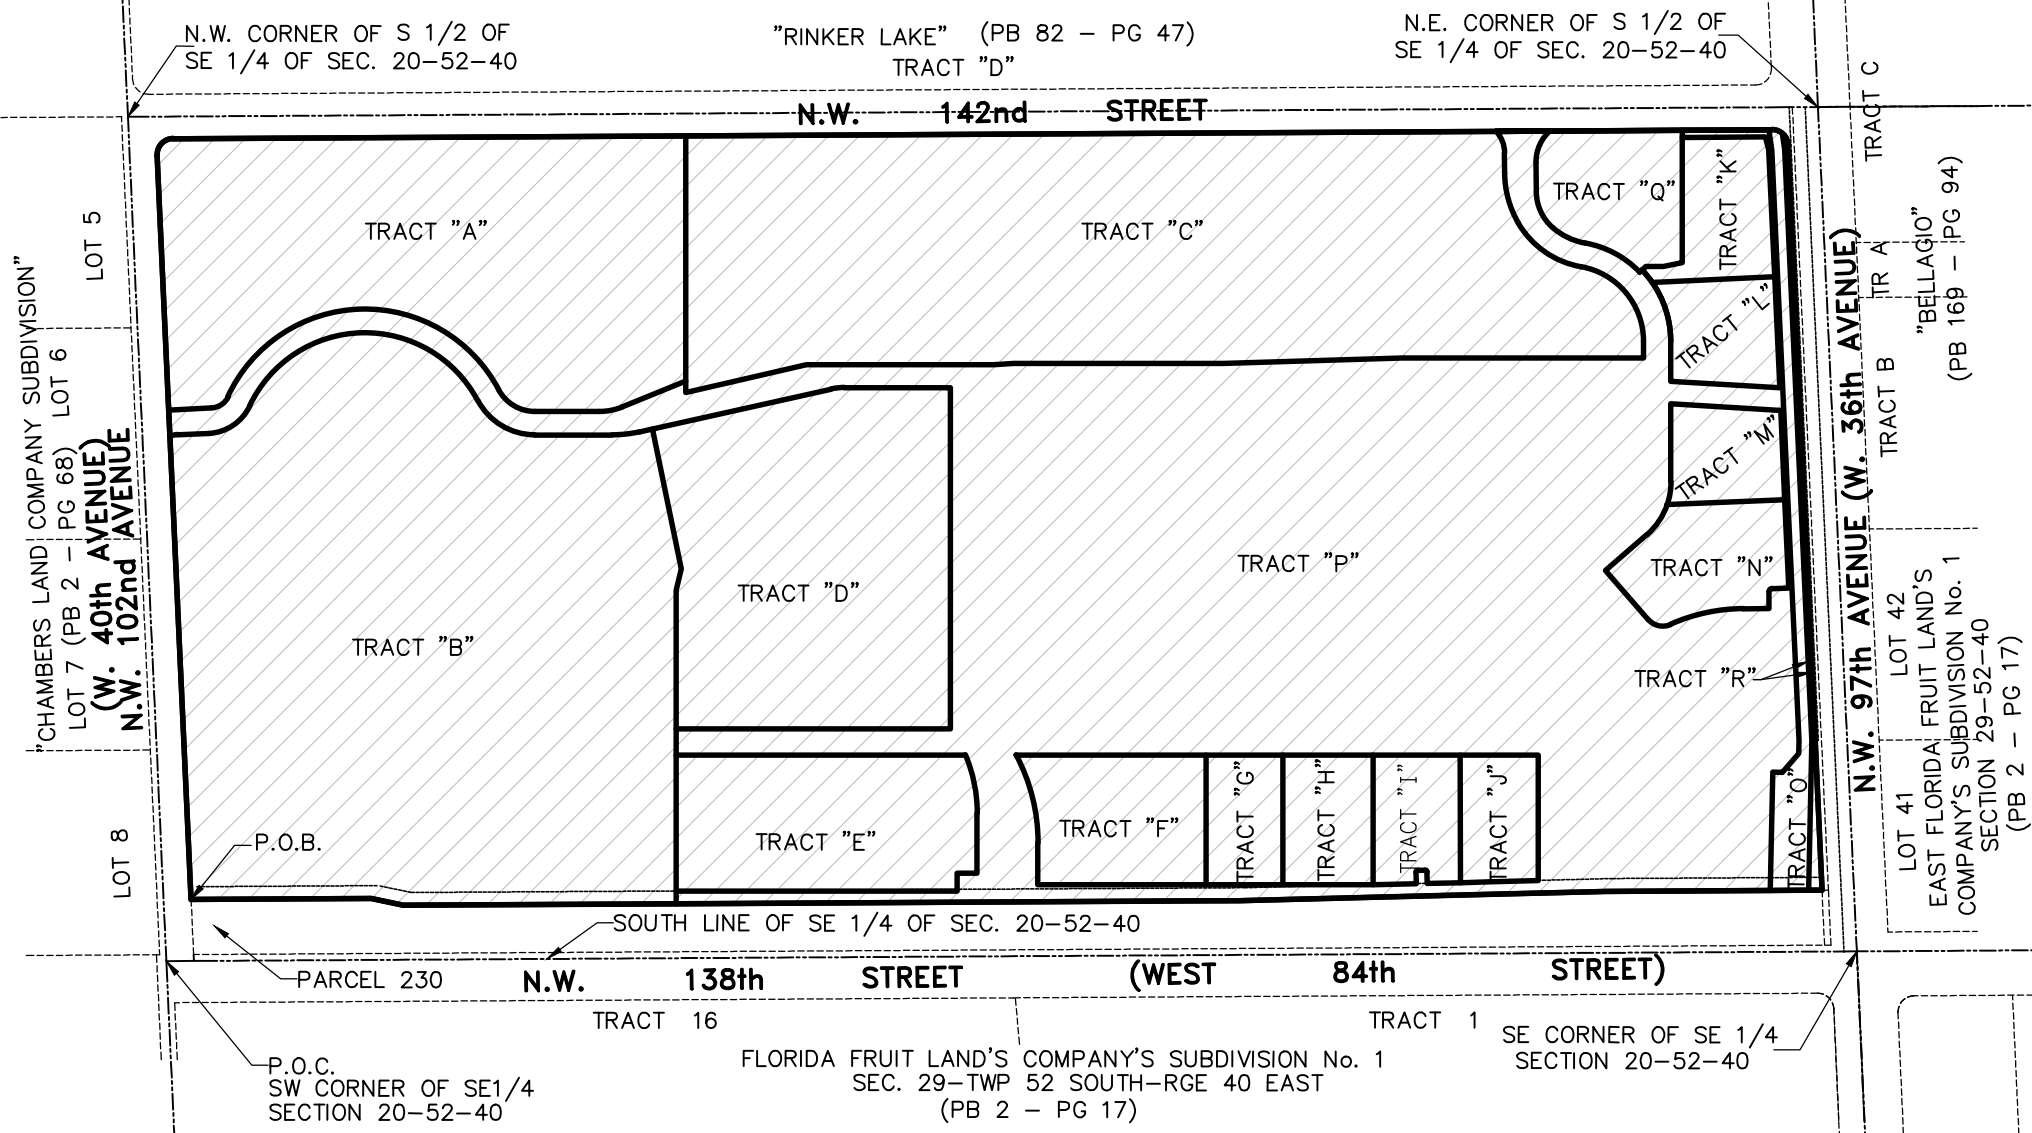 N.W. CORNER OF S 1/2 OF
SE 1/4 OF SEC. 20-52-40
"RINKER LAKE" (PB 82 - PG 47)
TRACT "D"
N.E. CORNER OF S 1/2 OF
SE 1/4 OF SEC. 20-52-40
N.W. 142nd STREET
TRACT C
TRACT "A"
TRACT "C"
TRACT "Q"
TRACT "K"
TRACT "L"
TRACT "M"
TRACT "N"
TRACT "P"
TRACT "D"
TRACT "B"
TRACT "R"
TRACT "E"
TRACT "F"
TRACT "G"
TRACT "H"
TRACT "I"
TRACT "J"
TRACT "O"
LOT 5
"CHAMBERS LAND COMPANY SUBDIVISION"
LOT 6
LOT 7 (PB 2 - PG 68)
(W. 40th AVENUE)
N.W. 102nd AVENUE
LOT 8
N.W. 97th AVENUE (W. 36th AVENUE)
TR A
TRACT B
"BELLAGIO"
(PB 169 - PG 94)
LOT 42
LOT 41
EAST FLORIDA FRUIT LAND'S
COMPANY'S SUBDIVISION No. 1
SECTION 29-52-40
(PB 2 - PG 17)
P.O.B.
SOUTH LINE OF SE 1/4 OF SEC. 20-52-40
PARCEL 230
N.W. 138th STREET (WEST 84th STREET)
TRACT 16
TRACT 1
SE CORNER OF SE 1/4
SECTION 20-52-40
P.O.C.
SW CORNER OF SE1/4
SECTION 20-52-40
FLORIDA FRUIT LAND'S COMPANY'S SUBDIVISION No. 1
SEC. 29-TWP 52 SOUTH-RGE 40 EAST
(PB 2 - PG 17)